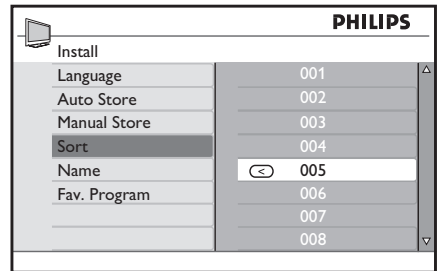 PHILIPS
Install
Language
Auto Store
Manual Store
Sort
Name
Fav. Program
001
002
003
004
< 005
006
007
008